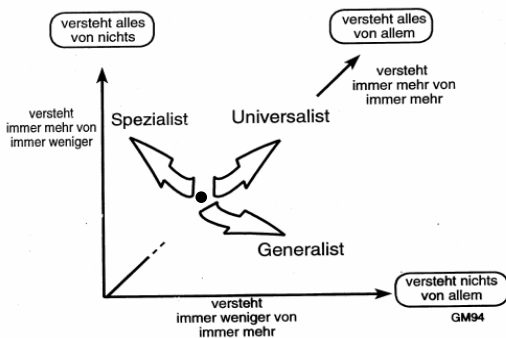 versteht alles
von nichts
versteht alles
von allem
versteht
immer mehr von
immer mehr
versteht
immer mehr von
immer weniger
Spezialist
Universalist
Generalist
versteht nichts
von allem
versteht
immer weniger von
immer mehr
GM94